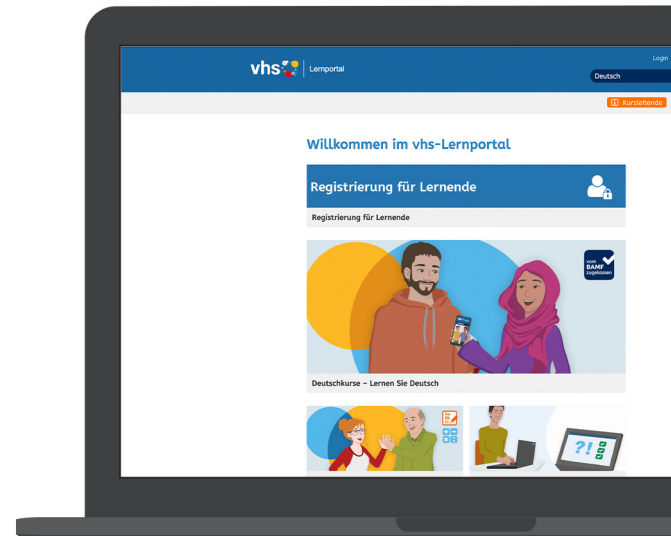 Login
vhs Lernportal
Deutsch
Kursleitende
Willkommen im vhs-Lernportal
Registrierung für Lernende
Registrierung für Lernende
vom
BAMF
zugelassen
Deutschkurse – Lernen Sie Deutsch
?!